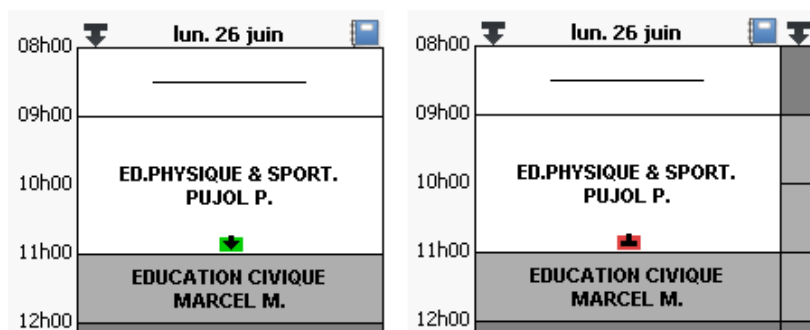 lun. 26 juin
08h00
09h00
ED.PHYSIQUE & SPORT.
PUJOL P.
10h00
11h00
EDUCATION CIVIQUE
MARCEL M.
12h00
lun. 26 juin
08h00
09h00
ED.PHYSIQUE & SPORT.
PUJOL P.
10h00
11h00
EDUCATION CIVIQUE
MARCEL M.
12h00